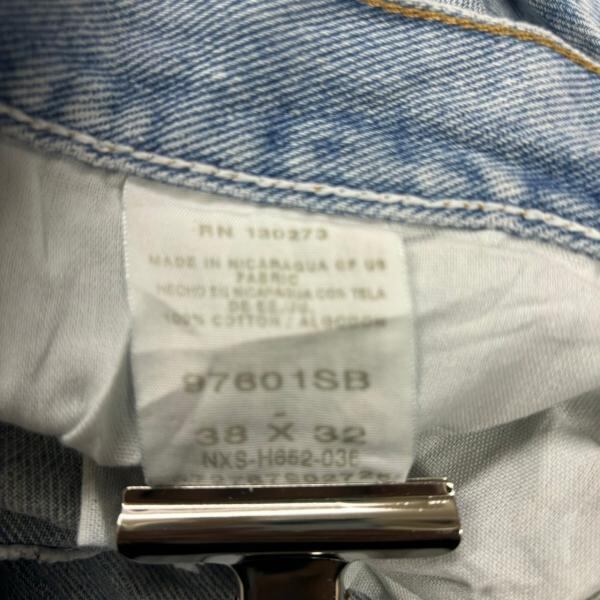 RN 130273
MADE IN NICARAGUA OF US
FABRIC
HECHO EN NICARAGUA CON TELA
DE EE.UU.
100% COTTON / ALGODON
97601SB
-
38 X 32
NXS-H652-036